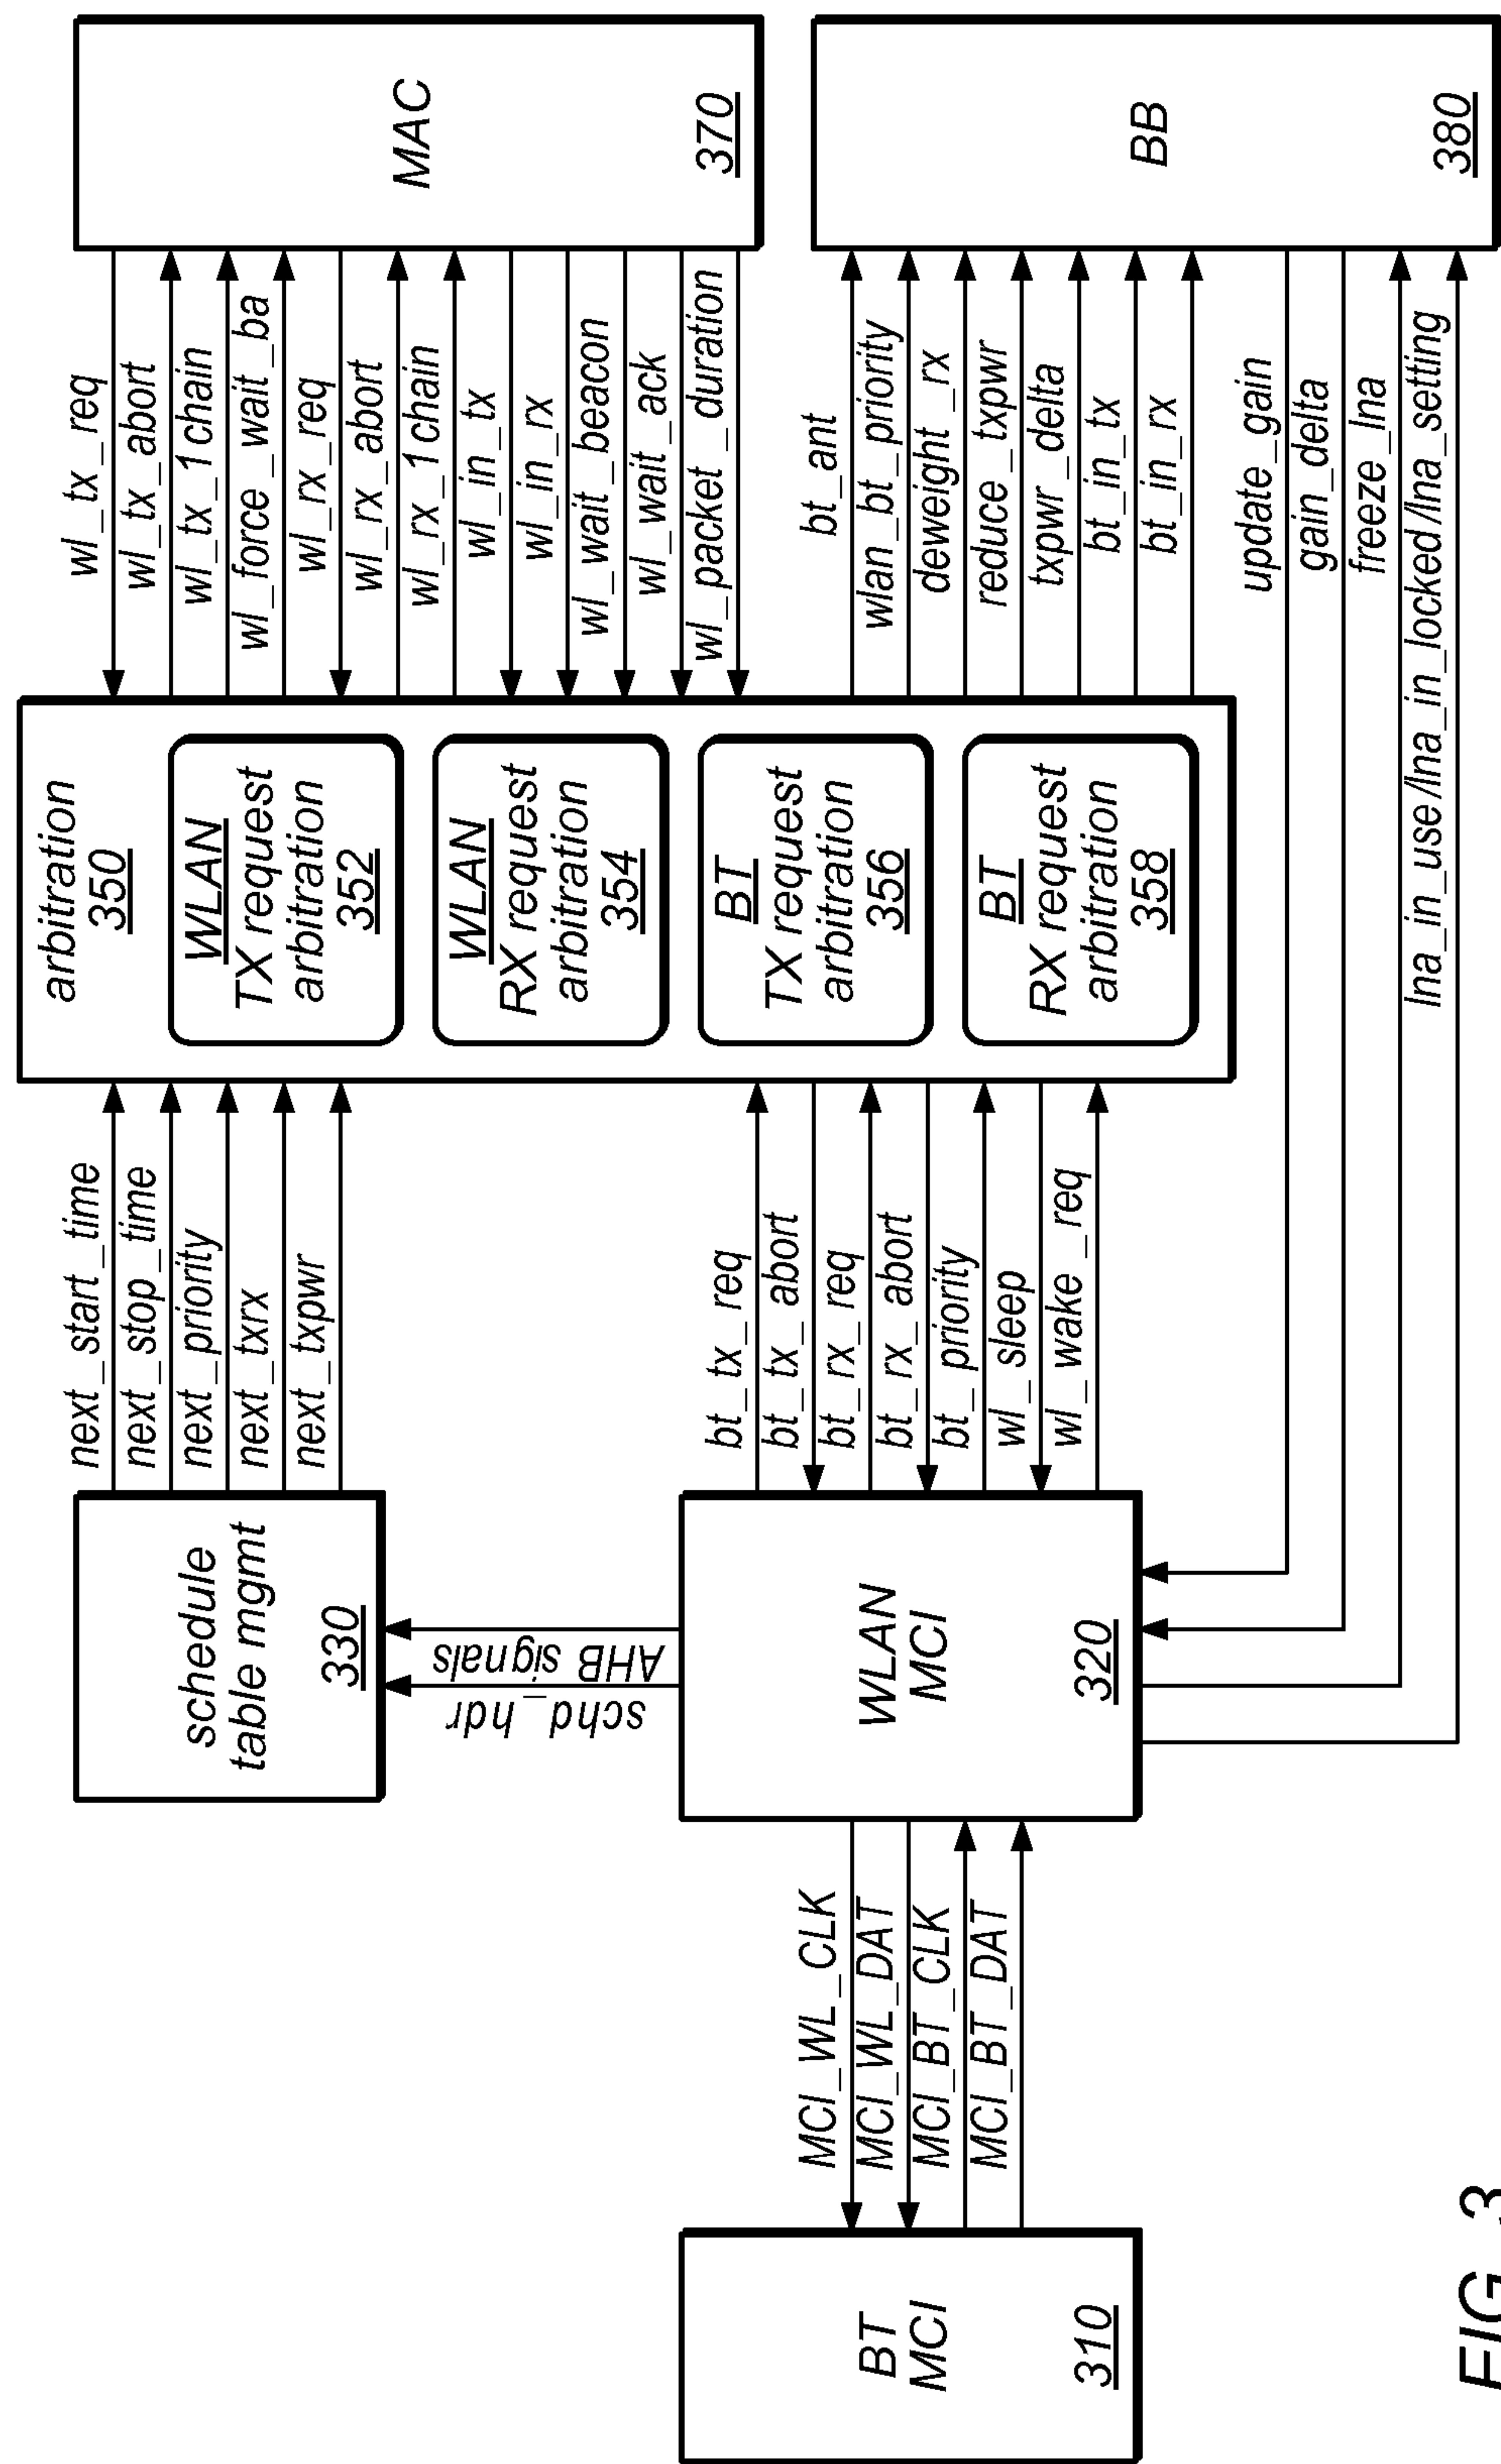 BT
MCI
310
MCI_WL_CLK
MCI_WL_DAT
MCI_BT_CLK
MCI_BT_DAT
schedule
table mgmt
330
schd_hdr
AHB signals
WLAN
MCI
320
next_start_time
next_stop_time
next_priority
next_txrx
next_txpwr
bt_tx_req
bt_tx_abort
bt_rx_req
bt_rx_abort
bt_priority
wl_sleep
wl_wake_req
arbitration
350
WLAN
TX request
arbitration
352
WLAN
RX request
arbitration
354
BT
TX request
arbitration
356
BT
RX request
arbitration
358
wl_tx_req
wl_tx_abort
wl_tx_1chain
wl_force_wait_ba
wl_rx_req
wl_rx_abort
wl_rx_1chain
wl_in_tx
wl_in_rx
wl_wait_beacon
wl_wait_ack
wl_packet_duration
bt_ant
wlan_bt_priority
deweight_rx
reduce_txpwr
txpwr_delta
bt_in_tx
bt_in_rx
update_gain
gain_delta
freeze_lna
lna_in_use/lna_in_locked/lna_setting
MAC
370
BB
380
FIG. 3